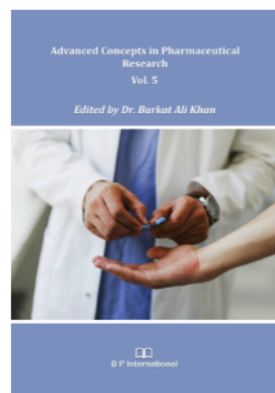 Advanced Concepts in Pharmaceutical
Research
Vol. 5
Edited by Dr. Barkat Ali Khan
B P International